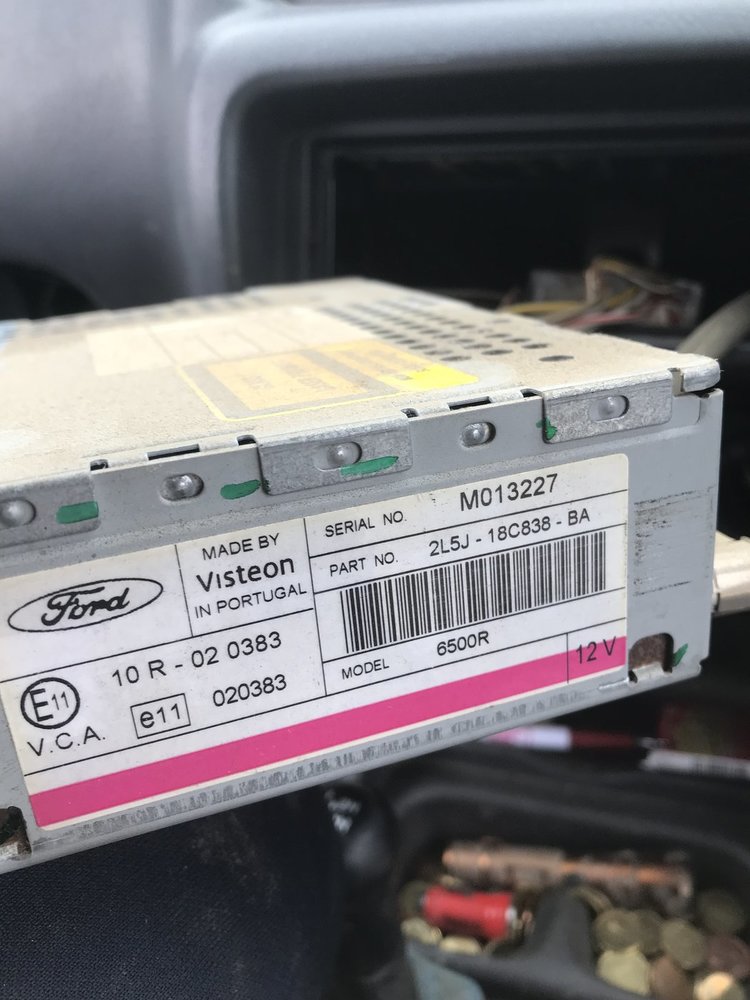 SERIAL NO. M013227
MADE BY
Visteon
IN PORTUGAL
PART NO. 2L5J - 18C838 - BA
Ford
10 R - 02 0383
MODEL 6500R
12 V
E11
e11 020383
V.C.A.